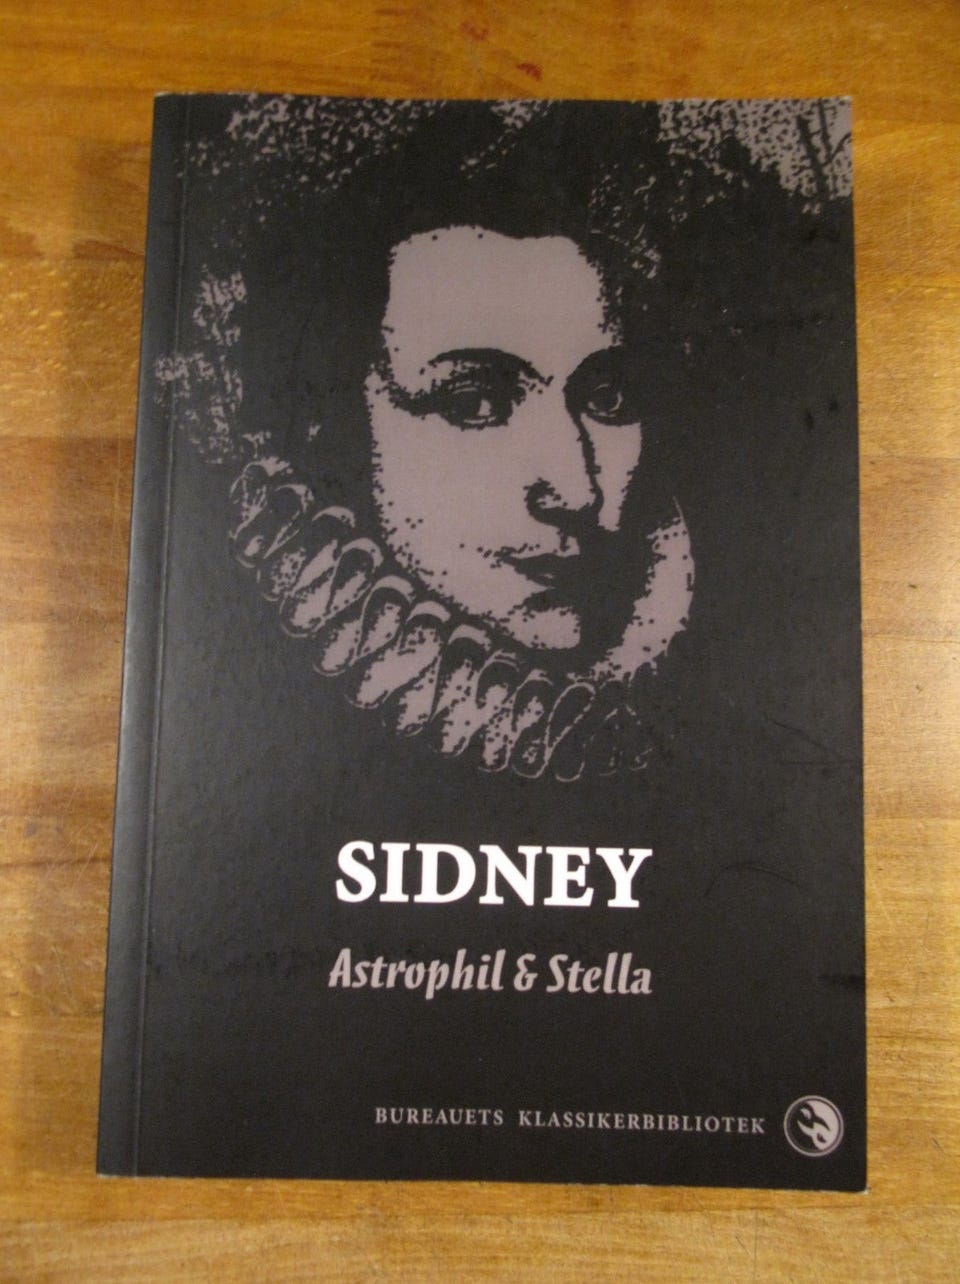 SIDNEY
Astrophil & Stella
BUREAUETS KLASSIKERBIBLIOTEK